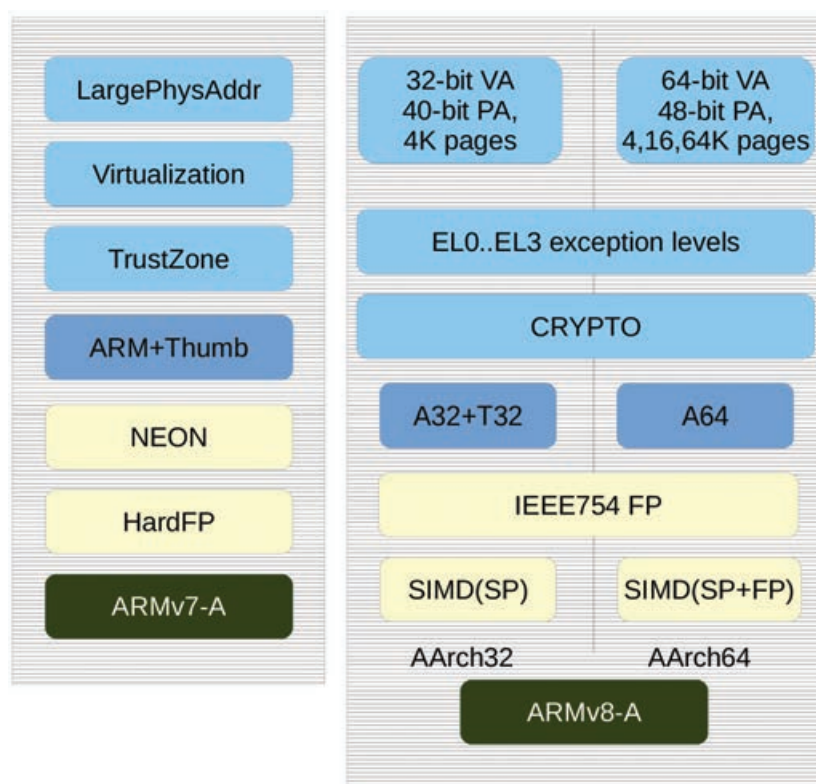 LargePhysAddr
Virtualization
TrustZone
ARM+Thumb
NEON
HardFP
ARMv7-A
32-bit VA
40-bit PA,
4K pages
64-bit VA
48-bit PA,
4,16,64K pages
EL0..EL3 exception levels
CRYPTO
A32+T32
A64
IEEE754 FP
SIMD(SP)
SIMD(SP+FP)
AArch32
AArch64
ARMv8-A